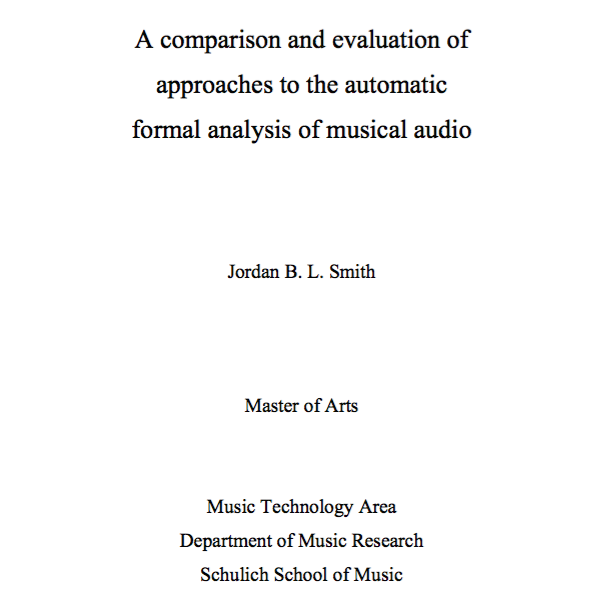 A comparison and evaluation of
approaches to the automatic
formal analysis of musical audio
Jordan B. L. Smith
Master of Arts
Music Technology Area
Department of Music Research
Schulich School of Music